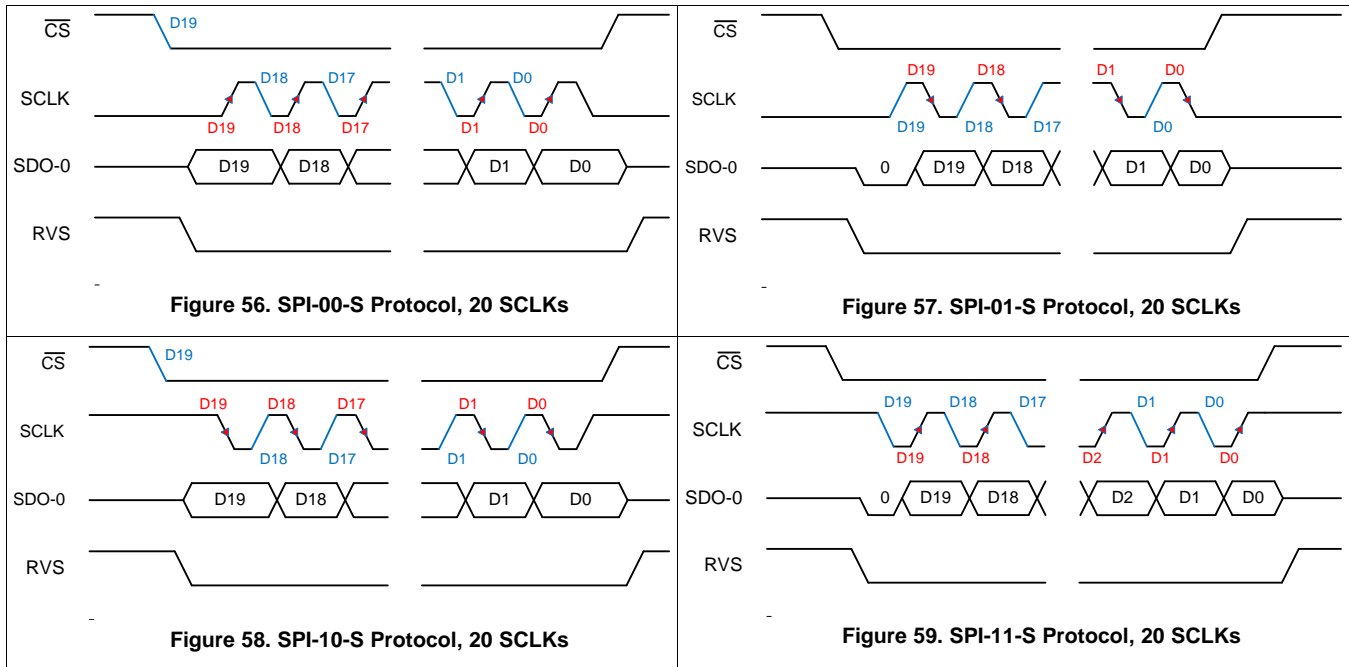 CS D19
D18 D17 D1 D0
SCLK
D19 D18 D17 D1 D0
SDO-0 D19 D18 D1 D0
RVS
Figure 56. SPI-00-S Protocol, 20 SCLKs
CS
D19 D18 D1 D0
SCLK
D19 D18 D17 D0
SDO-0 0 D19 D18 D1 D0
RVS
Figure 57. SPI-01-S Protocol, 20 SCLKs
CS D19
D19 D18 D17 D1 D0
SCLK
D18 D17 D1 D0
SDO-0 D19 D18 D1 D0
RVS
Figure 58. SPI-10-S Protocol, 20 SCLKs
CS
D19 D18 D17 D1 D0
SCLK
D19 D18 D2 D1 D0
SDO-0 0 D19 D18 D2 D1 D0
RVS
Figure 59. SPI-11-S Protocol, 20 SCLKs